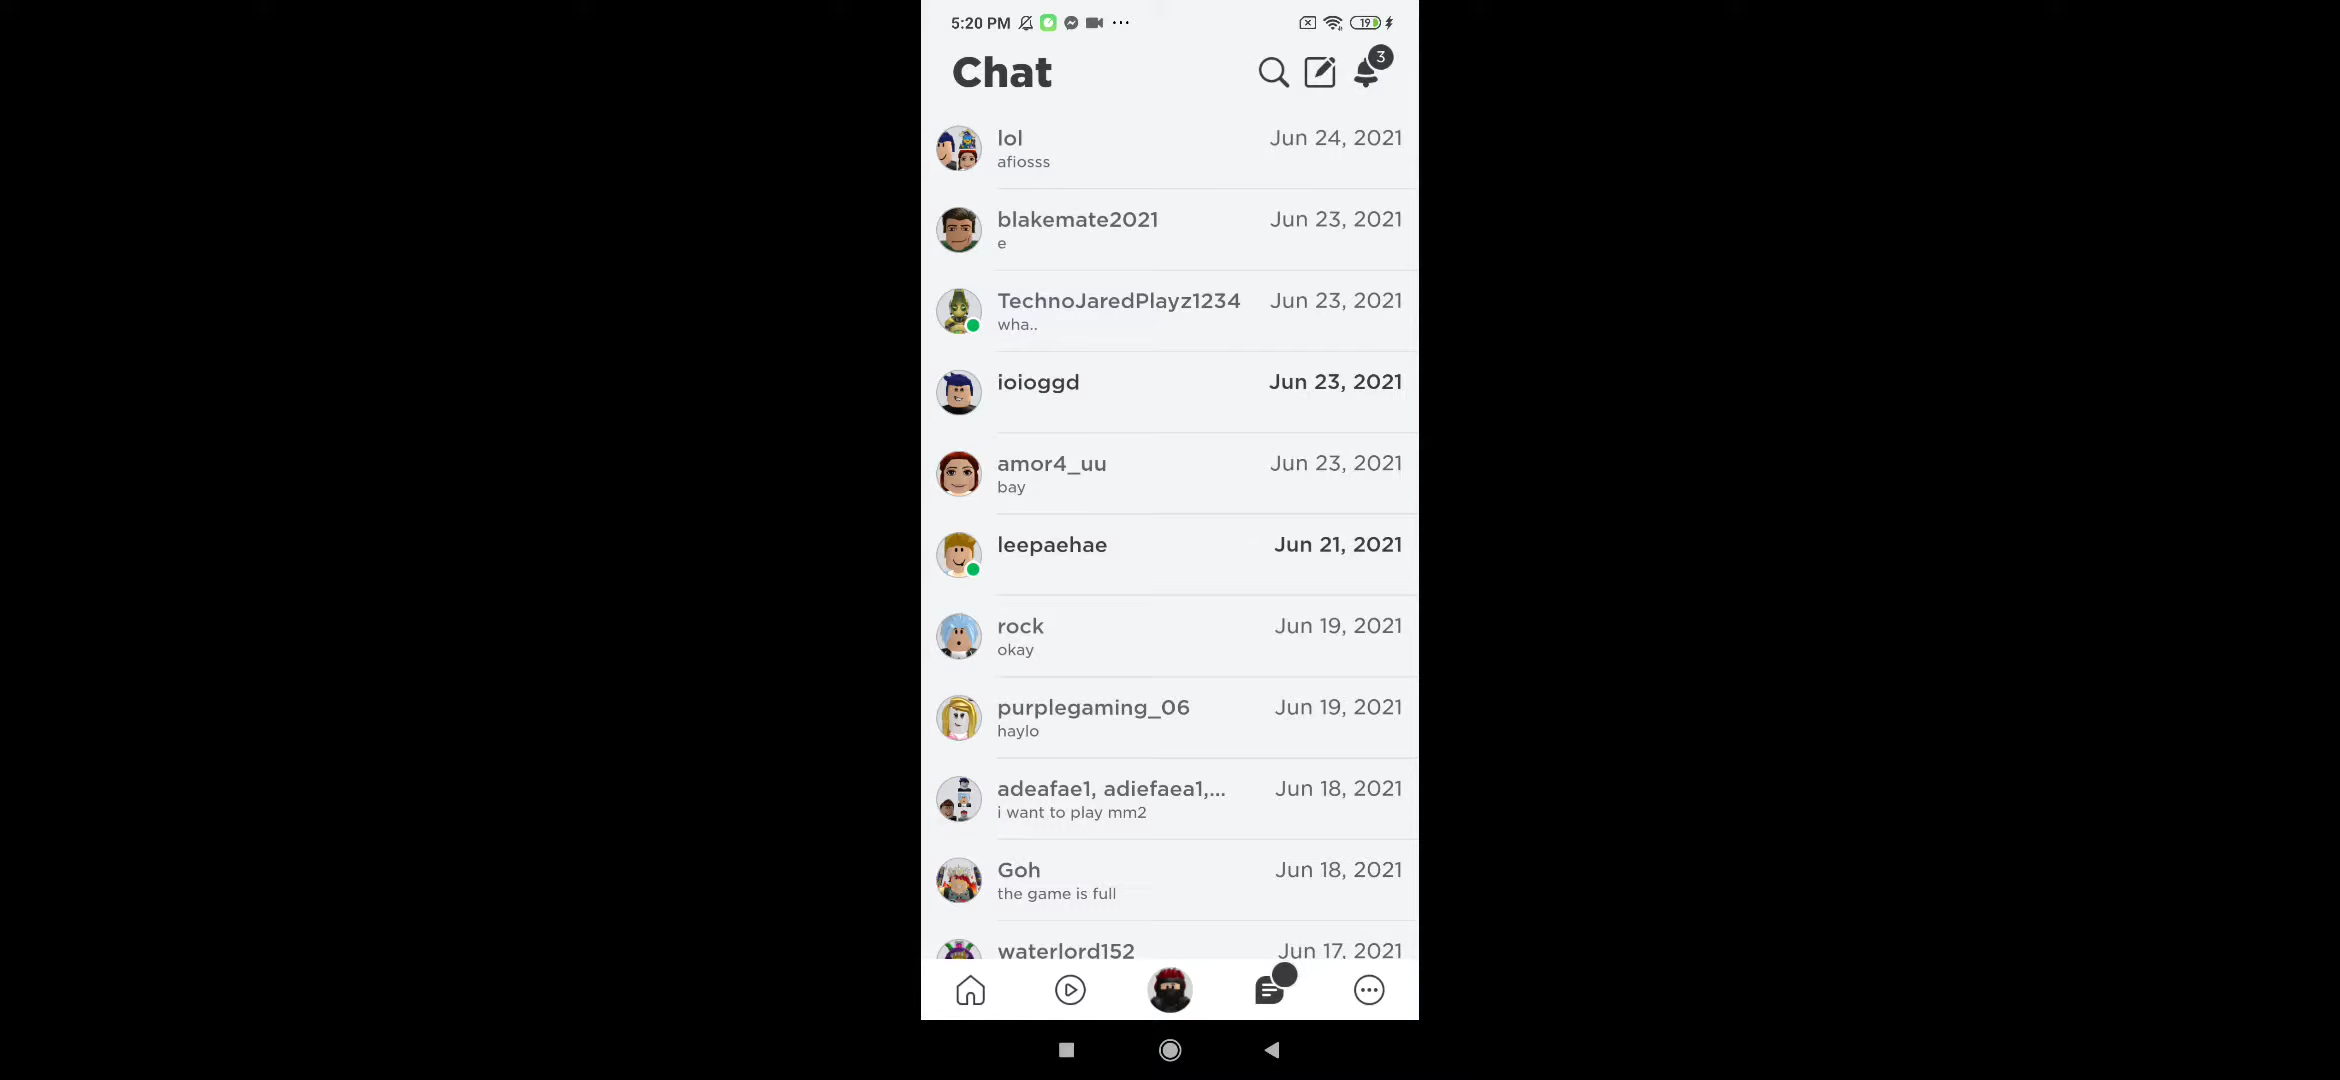 5:20 PM
19
Chat
3
lol
Jun 24, 2021
afiosss
blakemate2021
Jun 23, 2021
e
TechnoJaredPlayz1234
Jun 23, 2021
wha..
ioioggd
Jun 23, 2021
amor4_uu
Jun 23, 2021
bay
leepaehae
Jun 21, 2021
rock
Jun 19, 2021
okay
purplegaming_06
Jun 19, 2021
haylo
adeafae1, adiefaea1,...
Jun 18, 2021
i want to play mm2
Goh
Jun 18, 2021
the game is full
waterlord152
Jun 17, 2021